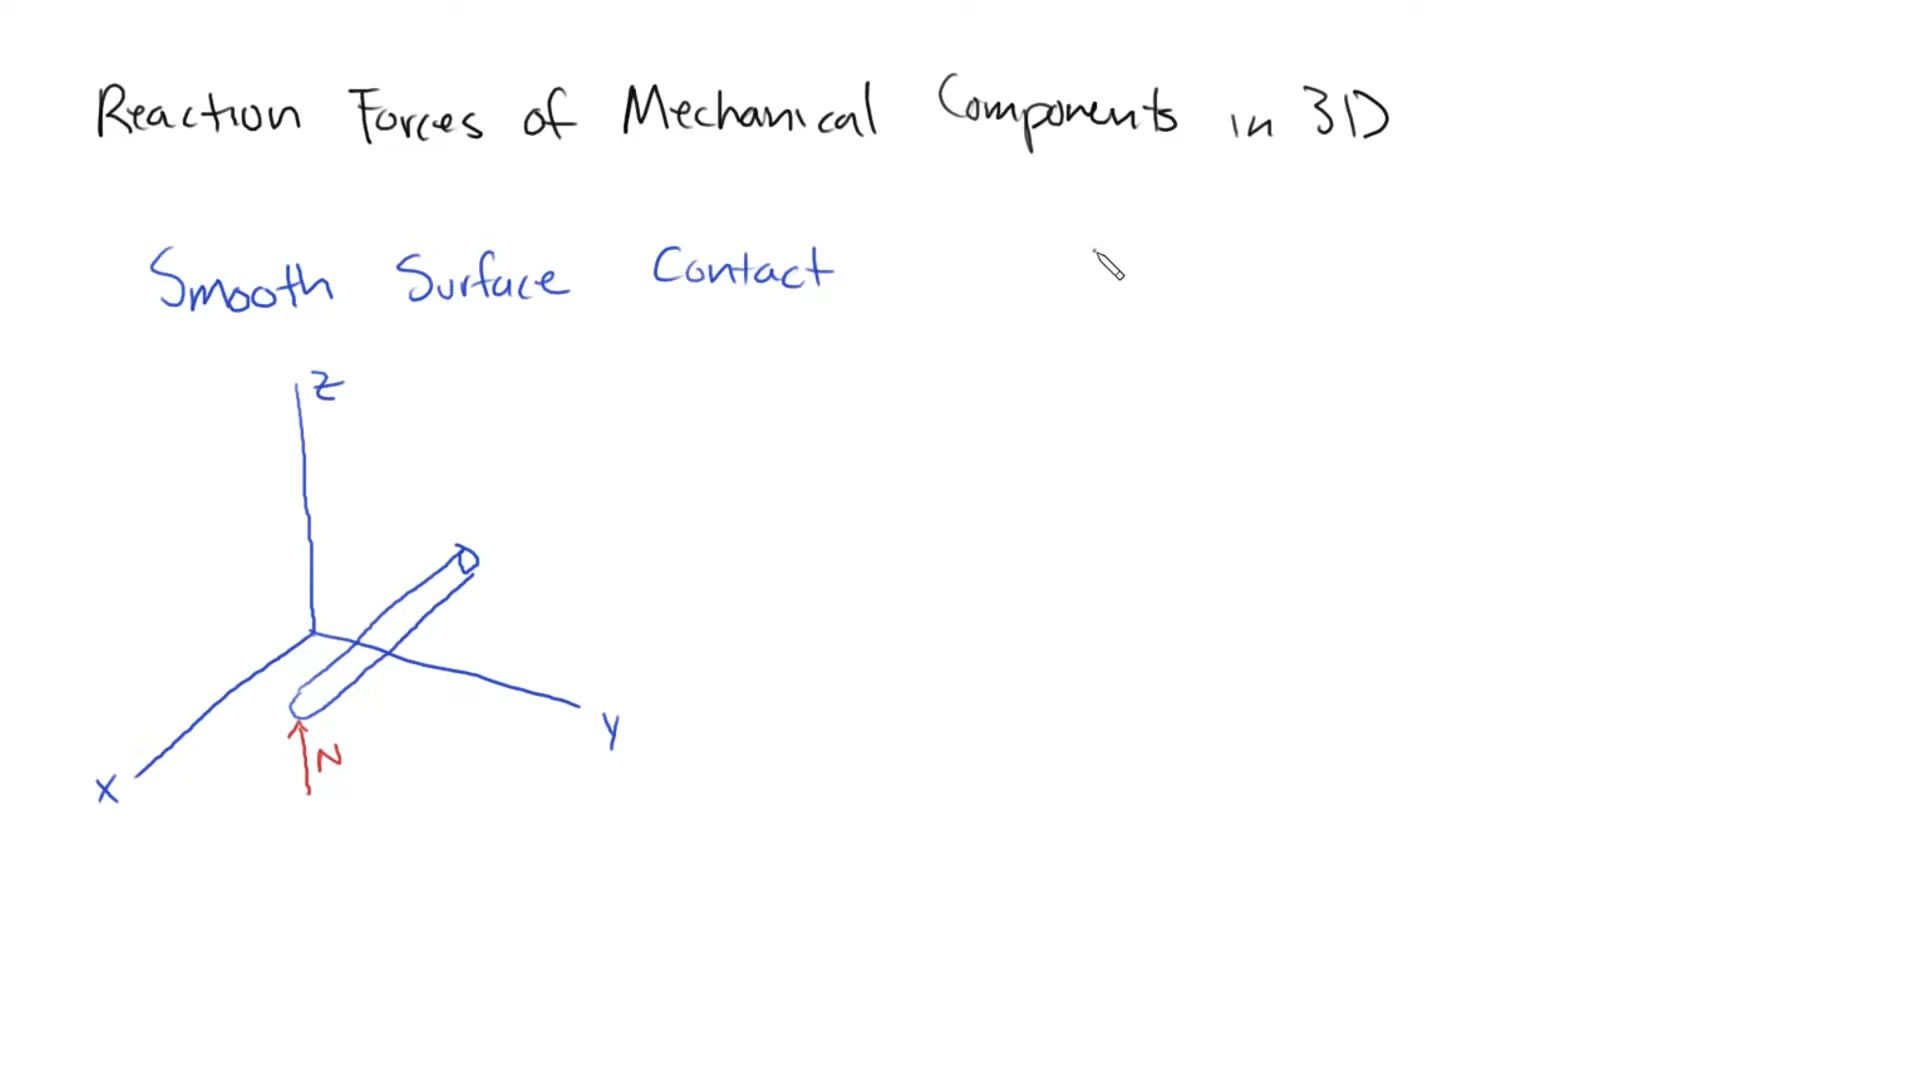 Reaction Forces of Mechanical Components in 3D
Smooth Surface Contact
z
y
N
x